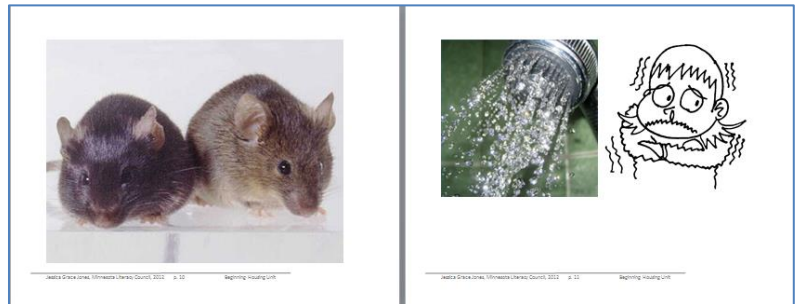 Jessica Grace Jones, Minnesota Literacy Council, 2012 p. 10 Beginning Housing Unit
Jessica Grace Jones, Minnesota Literacy Council, 2012 p. 11 Beginning Housing Unit